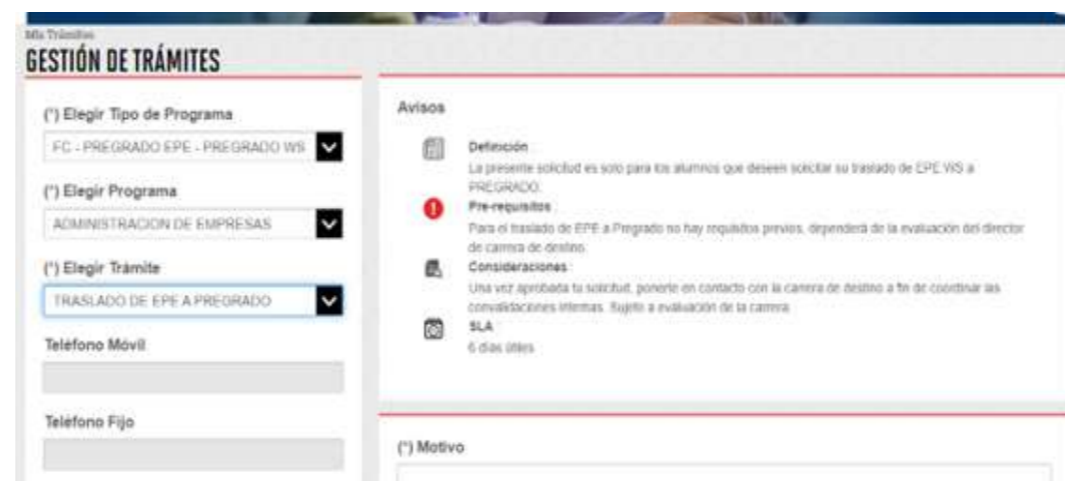 Mis Trámites
GESTIÓN DE TRÁMITES
(*) Elegir Tipo de Programa
FC - PREGRADO EPE - PREGRADO WS
(*) Elegir Programa
ADMINISTRACION DE EMPRESAS
(*) Elegir Trámite
TRASLADO DE EPE A PREGRADO
Teléfono Móvil
Teléfono Fijo
Avisos
Definición :
La presente solicitud es solo para los alumnos que deseen solicitar su traslado de EPE WS a
PREGRADO.
Pre-requisitos :
Para el traslado de EPE a Pregrado no hay requisitos previos, dependerá de la evaluación del director
de carrera de destino.
Consideraciones :
Una vez aprobada tu solicitud, ponerte en contacto con la carrera de destino a fin de coordinar las
convalidaciones internas. Sujeto a evaluación de la carrera.
SLA :
6 días útiles
(*) Motivo